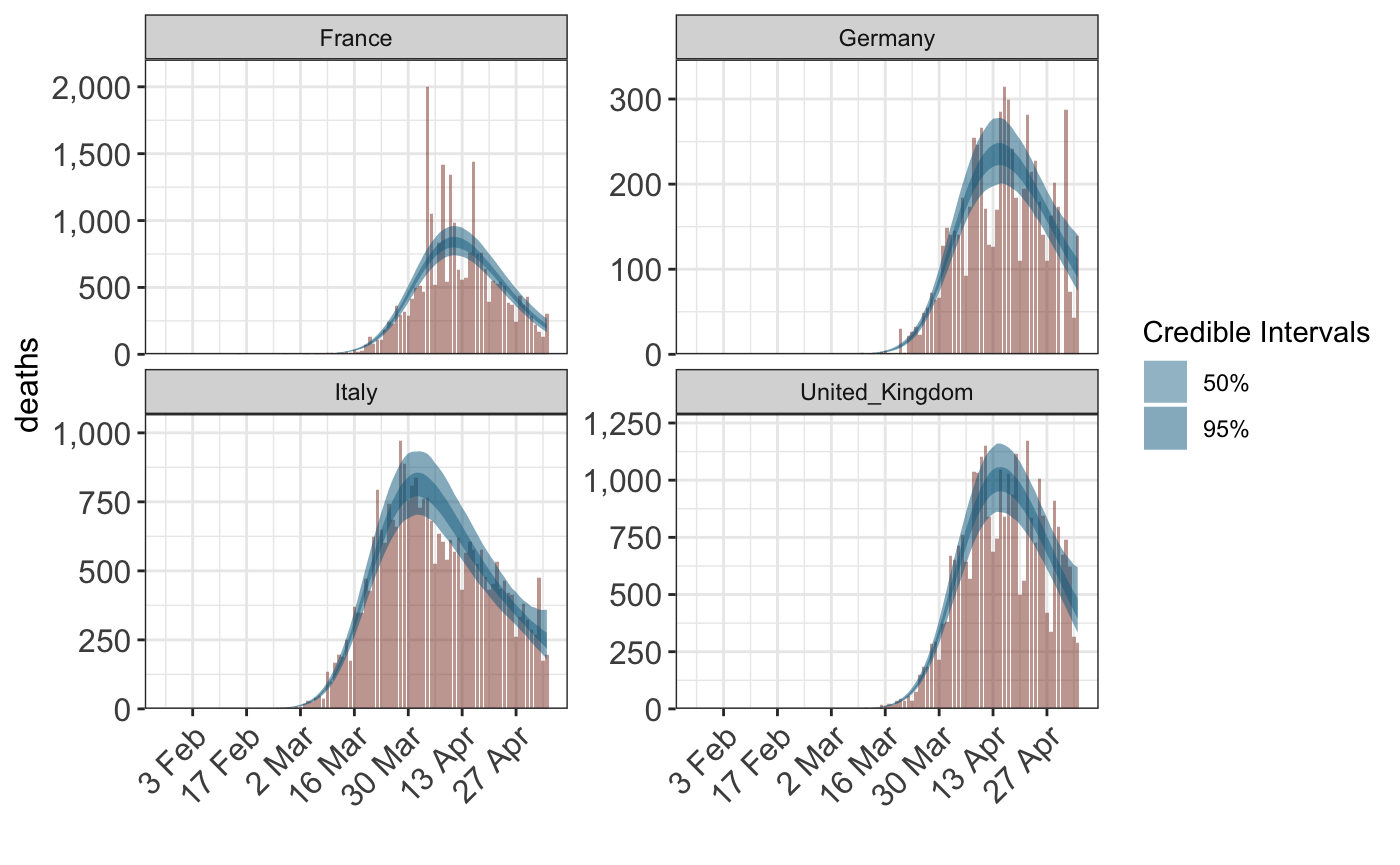 France
Germany
2,000
1,500
1,000
500
0
300
200
100
0
deaths
Italy
United_Kingdom
1,000
750
500
250
0
1,250
1,000
750
500
250
0
3 Feb
17 Feb
2 Mar
16 Mar
30 Mar
13 Apr
27 Apr
3 Feb
17 Feb
2 Mar
16 Mar
30 Mar
13 Apr
27 Apr
Credible Intervals
50%
95%